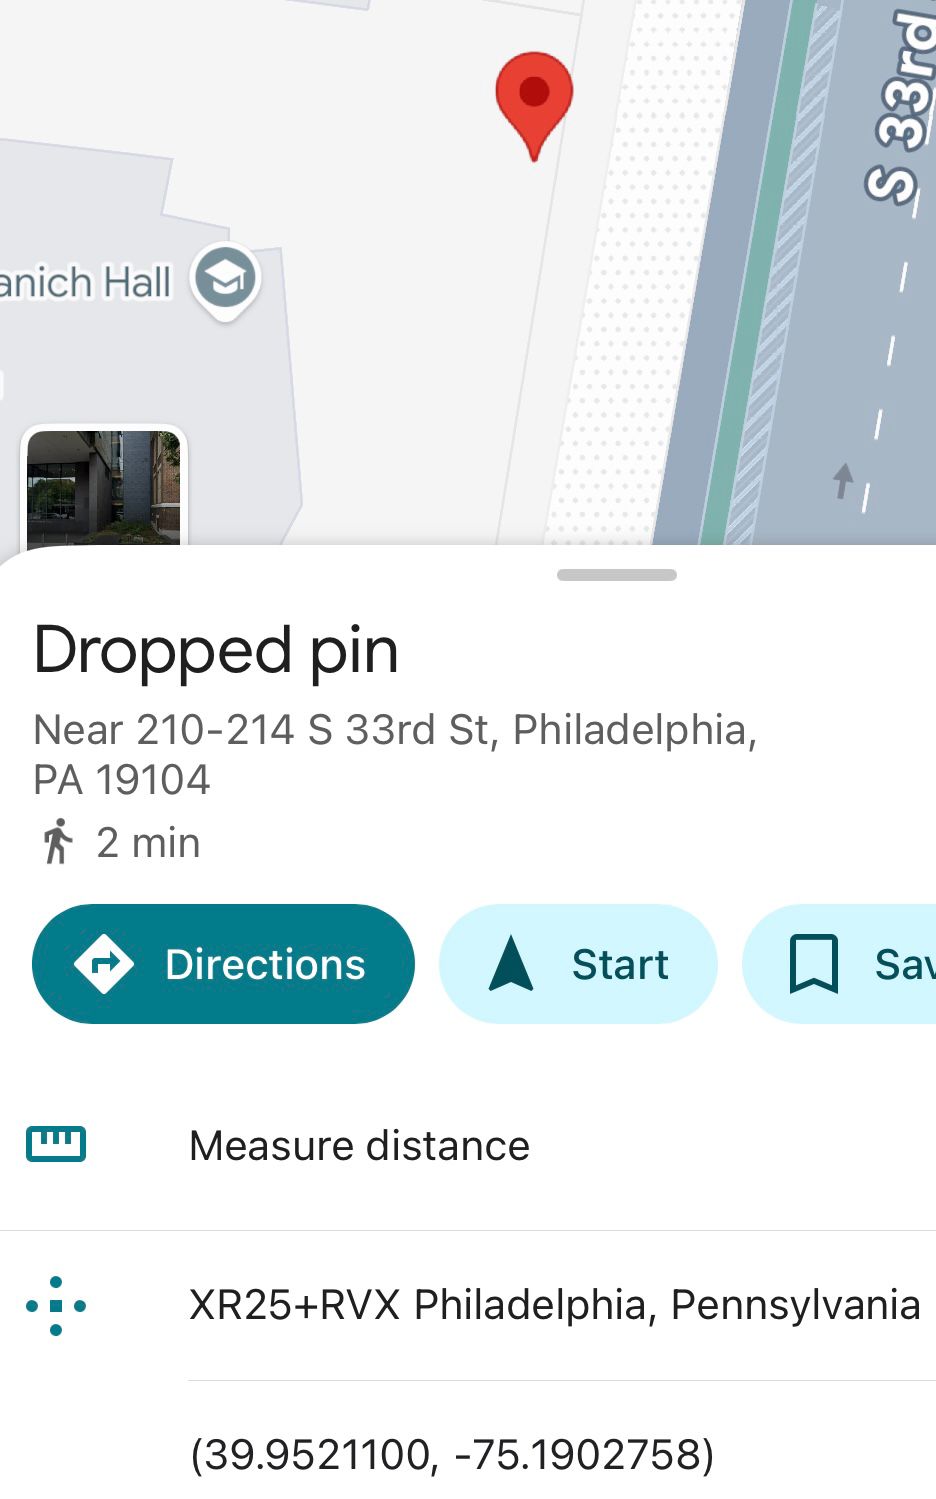 S 33rd
anich Hall
Dropped pin
Near 210-214 S 33rd St, Philadelphia,
PA 19104
2 min
Directions
Start
Sav
Measure distance
XR25+RVX Philadelphia, Pennsylvania
(39.9521100, -75.1902758)